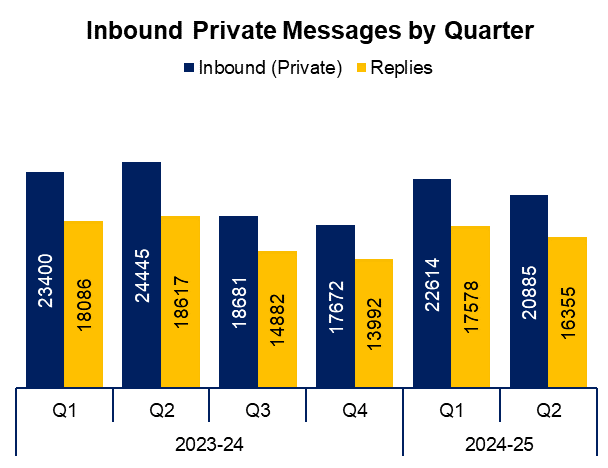 Inbound Private Messages by Quarter
Inbound (Private) Replies
23400 18086 24445 18617 18681 14882 17672 13992 22614 17578 20885 16355
Q1 Q2 Q3 Q4 Q1 Q2
2023-24 2024-25